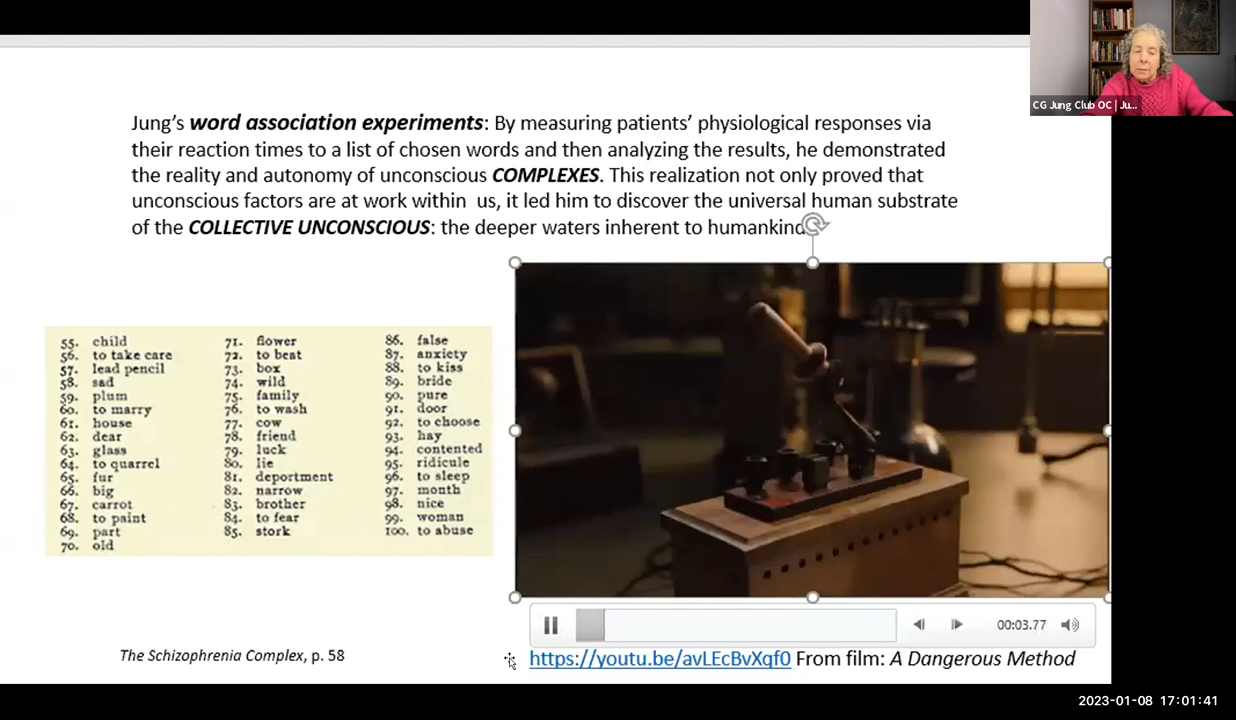 CG Jung Club OC | Ju...
Jung's word association experiments: By measuring patients' physiological responses via
their reaction times to a list of chosen words and then analyzing the results, he demonstrated
the reality and autonomy of unconscious COMPLEXES. This realization not only proved that
unconscious factors are at work within us, it led him to discover the universal human substrate
of the COLLECTIVE UNCONSCIOUS: the deeper waters inherent to humankind
55. child
56. to take care
57. lead pencil
58. sad
59. plum
60. to marry
61. house
62. dear
63. glass
64. to quarrel
65. fur
66. big
67. carrot
68. to paint
69. part
70. old
71. flower
72. to beat
73. box
74. wild
75. family
76. to wash
77. cow
78. friend
79. luck
80. lie
81. deportment
82. narrow
83. brother
84. to fear
85. stork
86. false
87. anxiety
88. to kiss
89. bride
90. pure
91. door
92. to choose
93. hay
94. contented
95. ridicule
96. to sleep
97. month
98. nice
99. woman
100. to abuse
00:03.77
The Schizophrenia Complex, p. 58
https://youtu.be/avLEcBvXqf0 From film: A Dangerous Method
2023-01-08 17:01:41